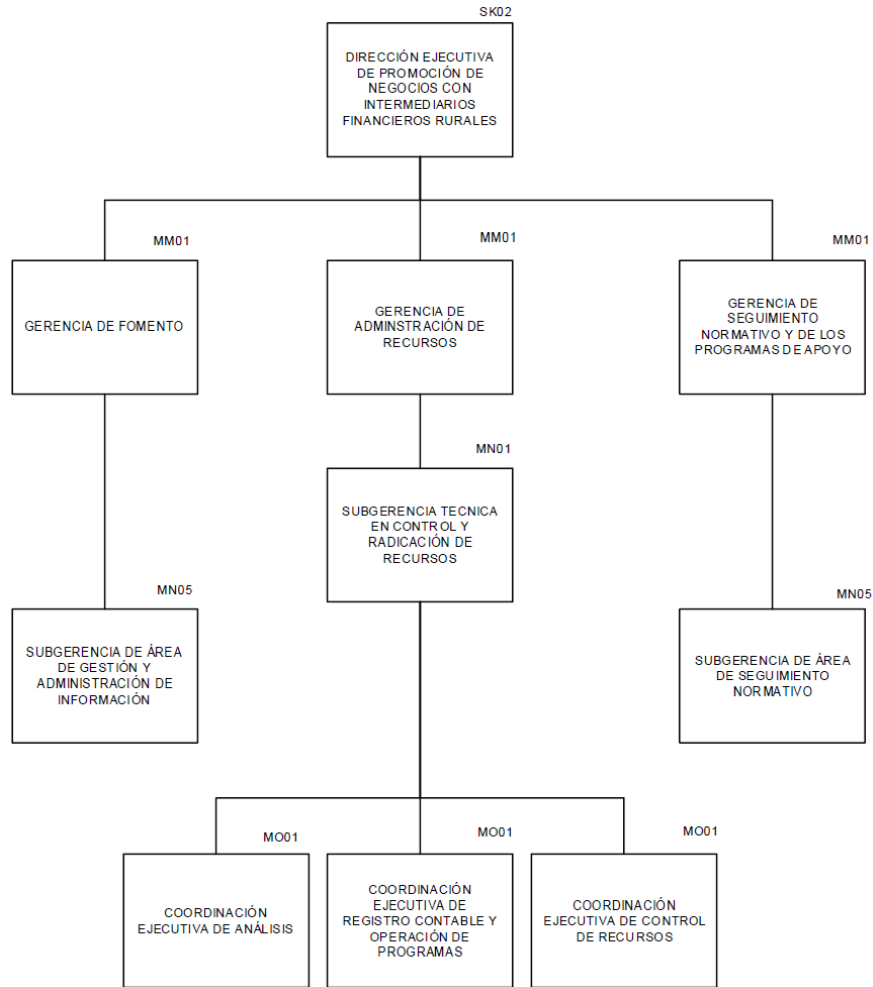 SK02
DIRECCIÓN EJECUTIVA
DE PROMOCIÓN DE
NEGOCIOS CON
INTERMEDIARIOS
FINANCIEROS RURALES
MM01
GERENCIA DE FOMENTO
MM01
GERENCIA DE
ADMINSTRACIÓN DE
RECURSOS
MM01
GERENCIA DE
SEGUIMIENTO
NORMATIVO Y DE LOS
PROGRAMAS DE APOYO
MN01
SUBGERENCIA TECNICA
EN CONTROL Y
RADICACIÓN DE
RECURSOS
MN05
SUBGERENCIA DE ÁREA
DE GESTIÓN Y
ADMINISTRACIÓN DE
INFORMACIÓN
MN05
SUBGERENCIA DE ÁREA
DE SEGUIMIENTO
NORMATIVO
MO01
COORDINACIÓN
EJECUTIVA DE ANÁLISIS
MO01
COORDINACIÓN
EJECUTIVA DE
REGISTRO CONTABLE Y
OPERACIÓN DE
PROGRAMAS
MO01
COORDINACIÓN
EJECUTIVA DE CONTROL
DE RECURSOS